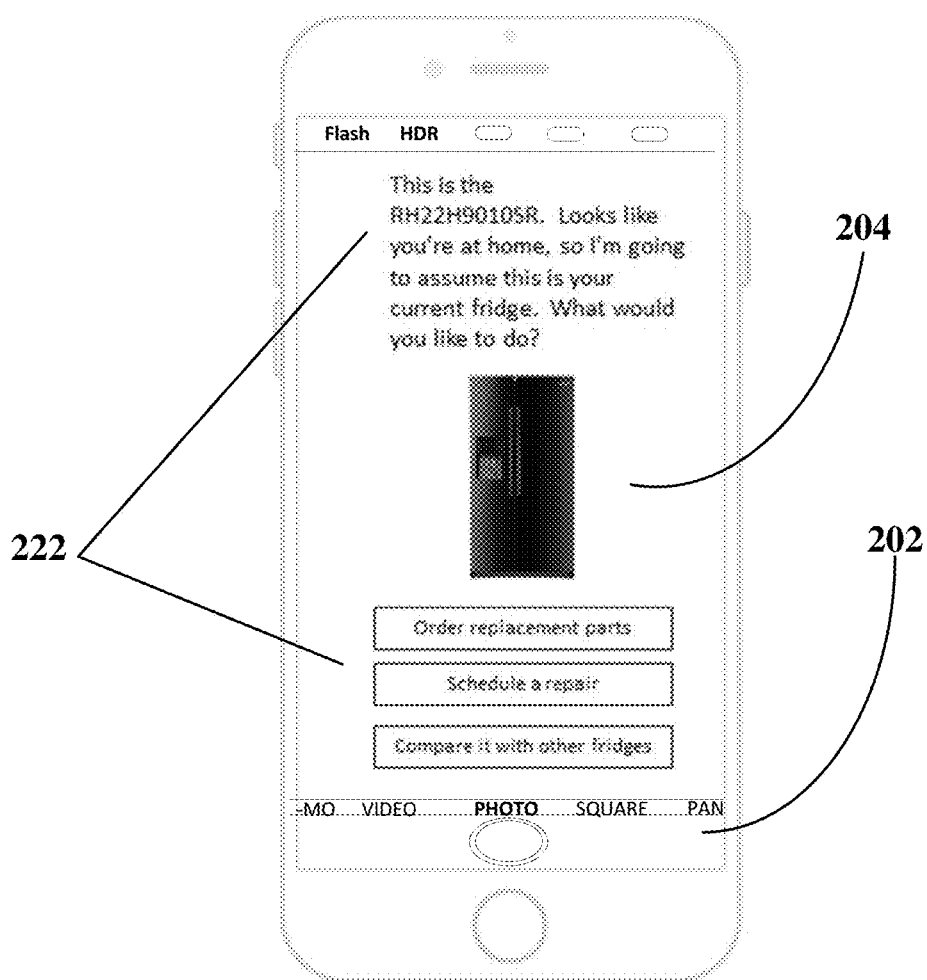 Flash HDR
This is the
RH22H9010SR. Looks like
you're at home, so I'm going
to assume this is your
current fridge. What would
you like to do?
204
222
202
Order replacement parts
Schedule a repair
Compare it with other fridges
-MO VIDEO PHOTO SQUARE PAN